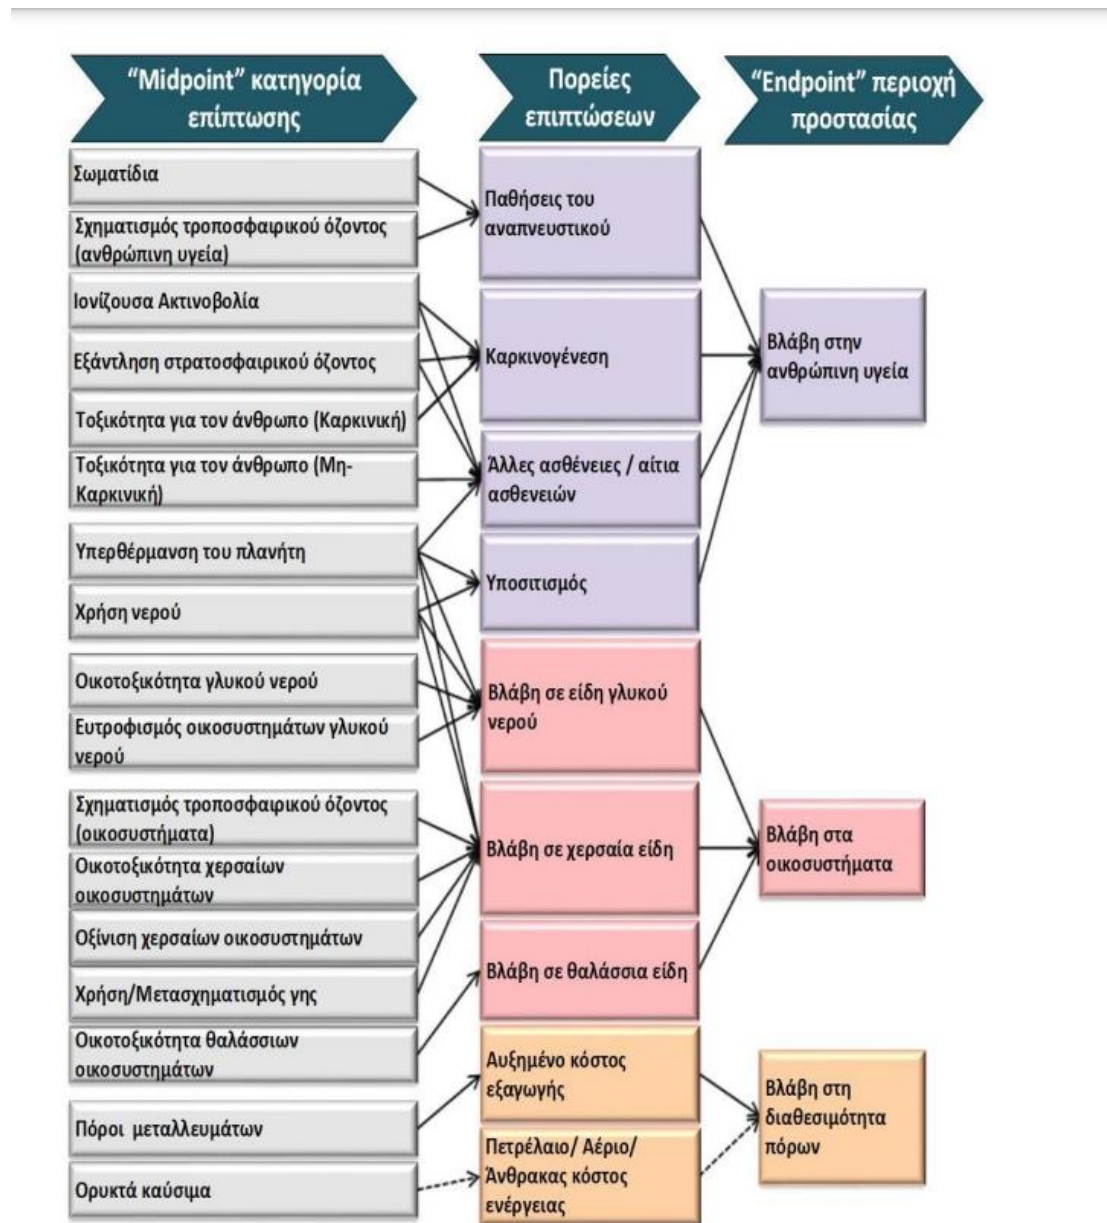 “Midpoint” κατηγορία
επίπτωσης
Πορείες
επιπτώσεων
“Endpoint” περιοχή
προστασίας
Σωματίδια
Σχηματισμός τροποσφαιρικού όζοντος
(ανθρώπινη υγεία)
Ιονίζουσα Ακτινοβολία
Εξάντληση στρατοσφαιρικού όζοντος
Τοξικότητα για τον άνθρωπο (Καρκινική)
Τοξικότητα για τον άνθρωπο (Μη-
Καρκινική)
Υπερθέρμανση του πλανήτη
Χρήση νερού
Οικοτοξικότητα γλυκού νερού
Ευτροφισμός οικοσυστημάτων γλυκού
νερού
Σχηματισμός τροποσφαιρικού όζοντος
(οικοσυστήματα)
Οικοτοξικότητα χερσαίων
οικοσυστημάτων
Οξίνιση χερσαίων οικοσυστημάτων
Χρήση/Μετασχηματισμός γης
Οικοτοξικότητα θαλάσσιων
οικοσυστημάτων
Πόροι μεταλλευμάτων
Ορυκτά καύσιμα
Παθήσεις του
αναπνευστικού
Καρκινογένεση
Άλλες ασθένειες / αίτια
ασθενειών
Υποσιτισμός
Βλάβη σε είδη γλυκού
νερού
Βλάβη σε χερσαία είδη
Βλάβη σε θαλάσσια είδη
Αυξημένο κόστος
εξαγωγής
Πετρέλαιο/ Αέριο/
Άνθρακας κόστος
ενέργειας
Βλάβη στην
ανθρώπινη υγεία
Βλάβη στα
οικοσυστήματα
Βλάβη στη
διαθεσιμότητα
πόρων